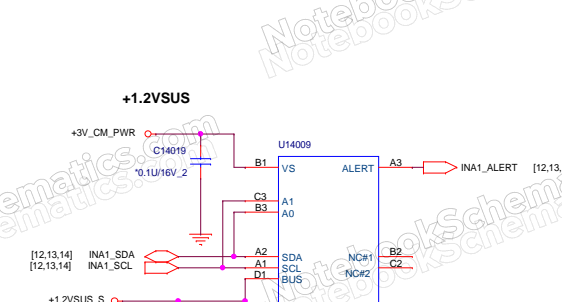 NotebookSchematics.com
+1.2VSUS
+3V_CM_PWR
C14019
*0.1U/16V_2
U14009
B1 VS ALERT A3 INA1_ALERT [12,13,
C3 A1
B3 A0
[12,13,14] INA1_SDA A2 SDA NC#1 B2
[12,13,14] INA1_SCL A1 SCL NC#2 C2
D1 BUS
+1.2VSUS_S